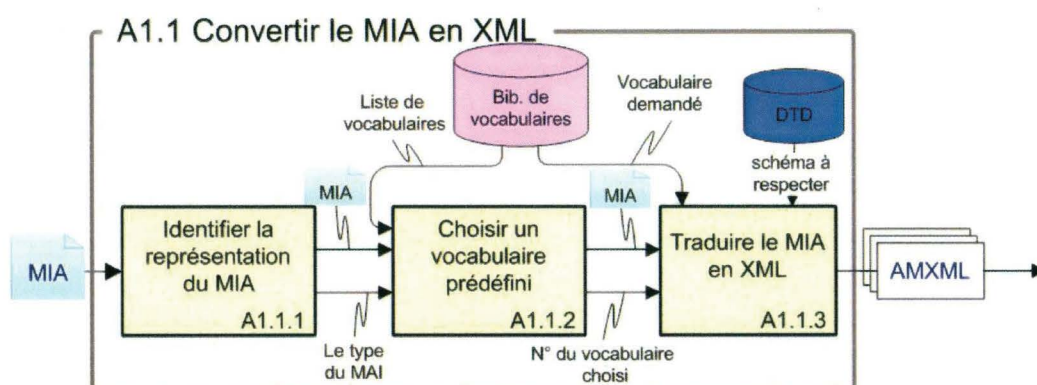 A1.1 Convertir le MIA en XML
Liste de
vocabulaires
Bib. de
vocabulaires
Vocabulaire
demandé
DTD
schéma à
respecter
MIA
MIA
MIA
Identifier la
représentation
du MIA
A1.1.1
Choisir un
vocabulaire
prédéfini
A1.1.2
Traduire le MIA
en XML
A1.1.3
AMXML
Le type
du MAI
N° du vocabulaire
choisi